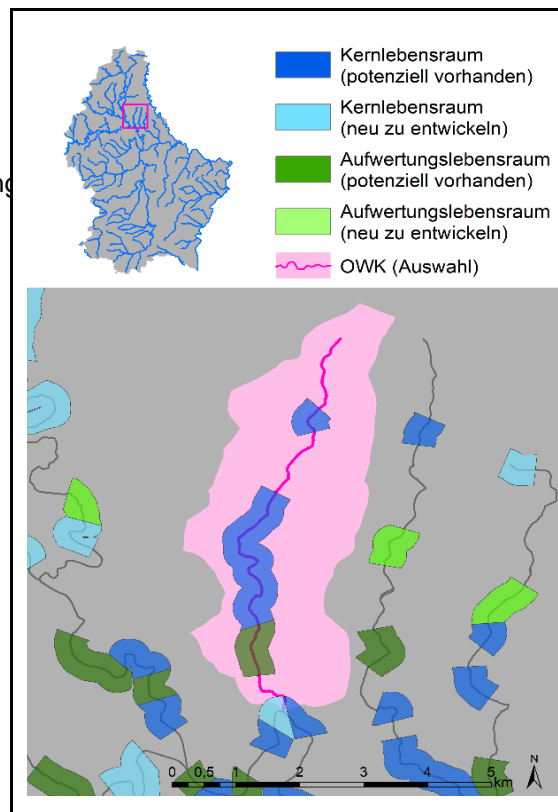 Kernlebensraum
(potenziell vorhanden)
Kernlebensraum
(neu zu entwickeln)
Aufwertungslebensraum
(potenziell vorhanden)
Aufwertungslebensraum
(neu zu entwickeln)
OWK (Auswahl)
0 0,5 1 2 3 4 5
km
N